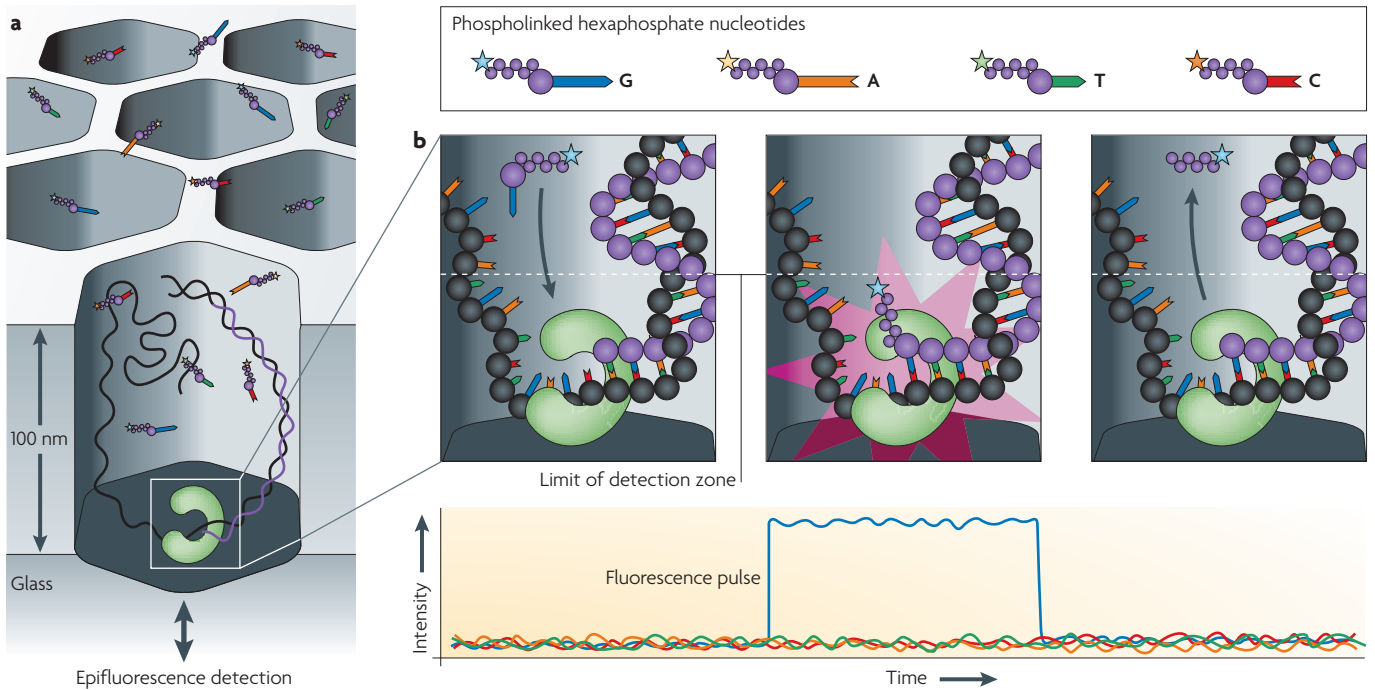 a
Phospholinked hexaphosphate nucleotides
G
A
T
C
b
100 nm
Limit of detection zone
Glass
Fluorescence pulse
Intensity
Time
Epifluorescence detection